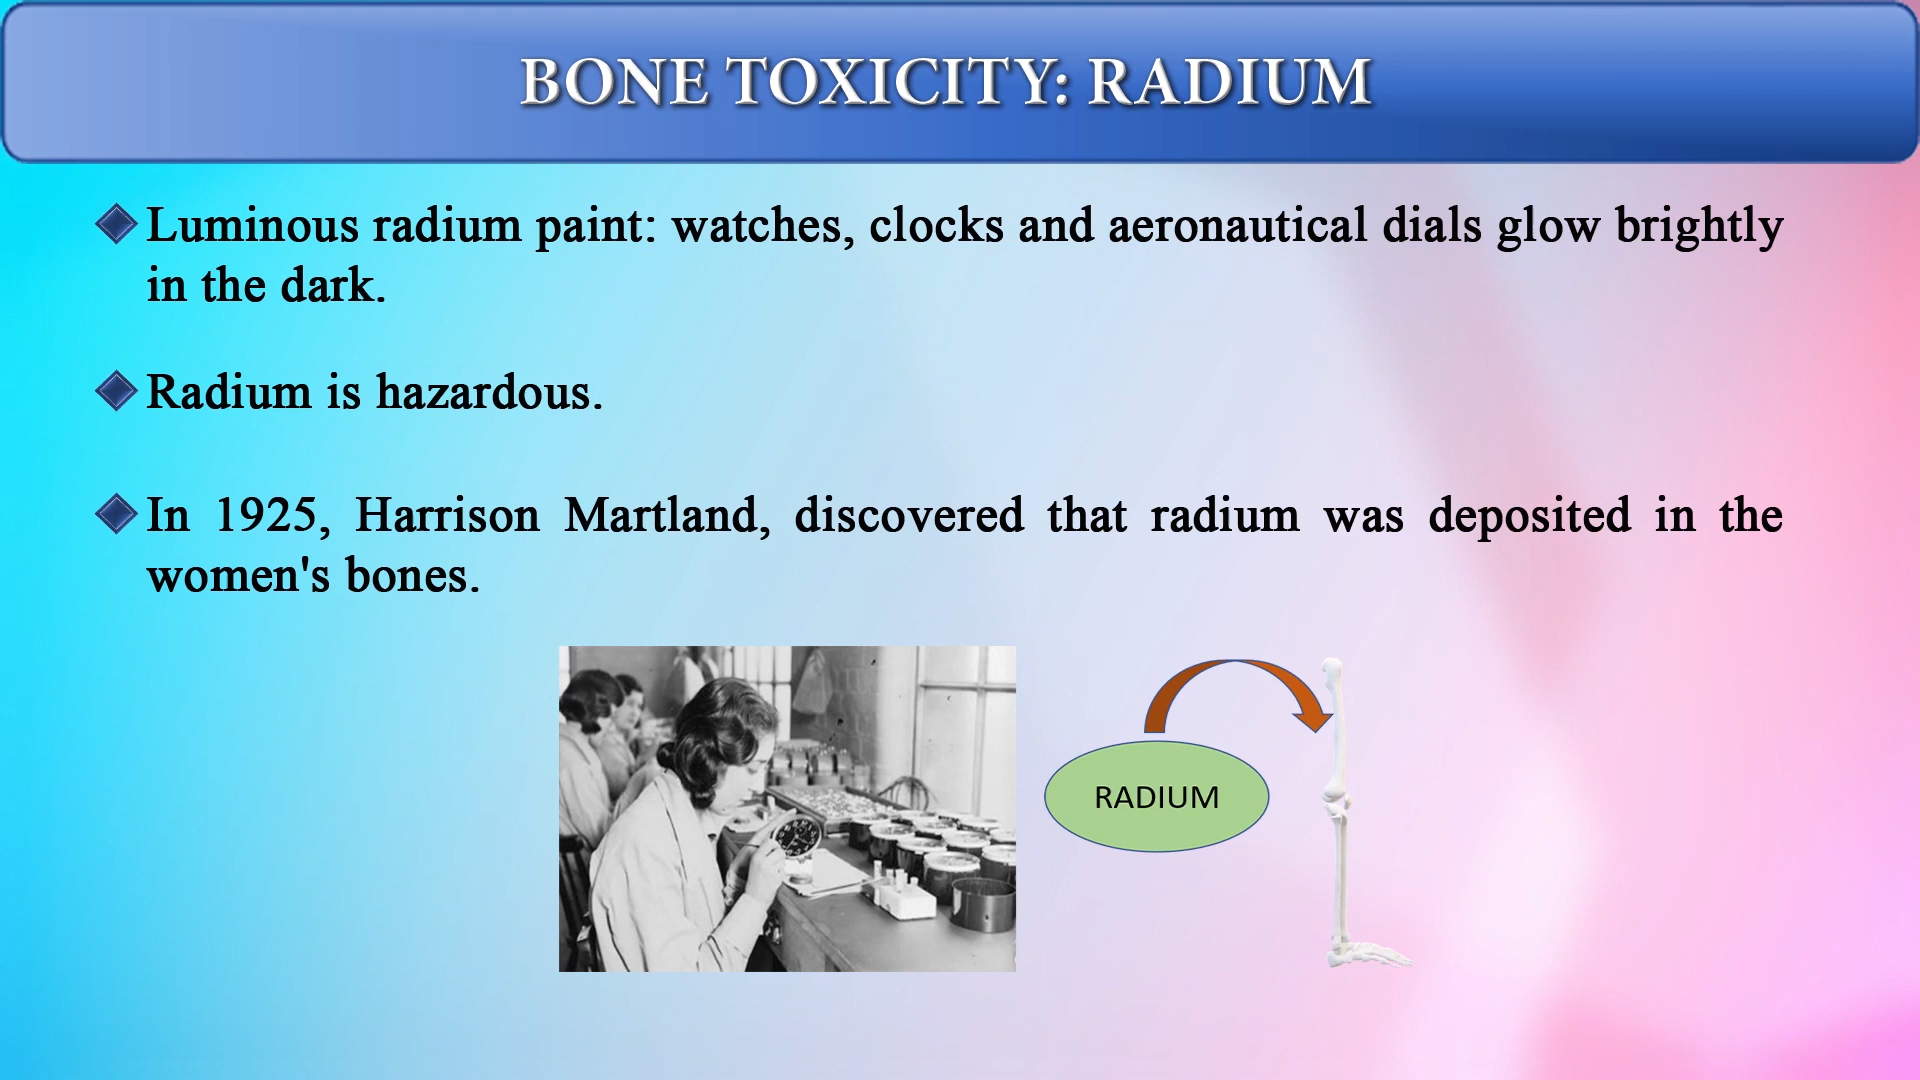 BONE TOXICITY: RADIUM
Luminous radium paint: watches, clocks and aeronautical dials glow brightly
in the dark.
Radium is hazardous.
In 1925, Harrison Martland, discovered that radium was deposited in the
women's bones.
RADIUM